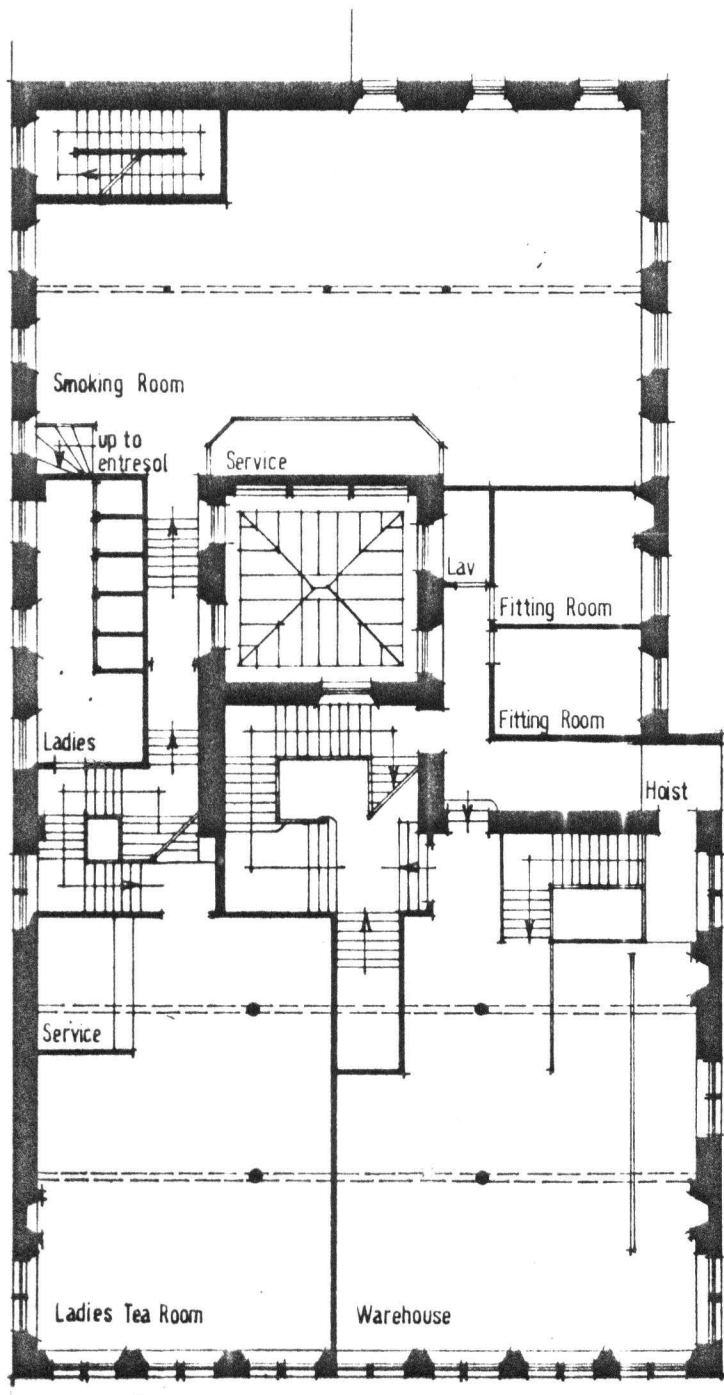 Smoking Room
up to
entresol
Service
Lav
Fitting Room
Fitting Room
Ladies
Hoist
Service
Ladies Tea Room
Warehouse